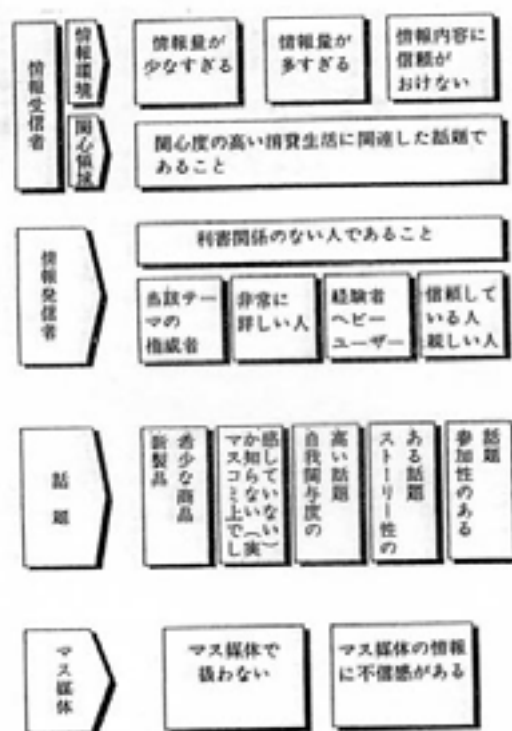 情報受信者
情報環境
情報量が
少なすぎる
情報量が
多すぎる
情報内容に
信頼が
おけない
関心領域
関心度の高い消費生活に関連した話題で
あること
情報発信者
利害関係のない人であること
当該テー
マの
権威者
非常に
詳しい人
経験者
ヘビー
ユーザー
信頼して
いる人
親しい人
話題
希少な商品
新製品
マスコミ上でし
か知らない(実
感していない)
自我関与度の
高い話題
ストーリー性の
ある話題
参加性のある
話題
マス媒体
マス媒体で
扱わない
マス媒体の情報
に不信感がある